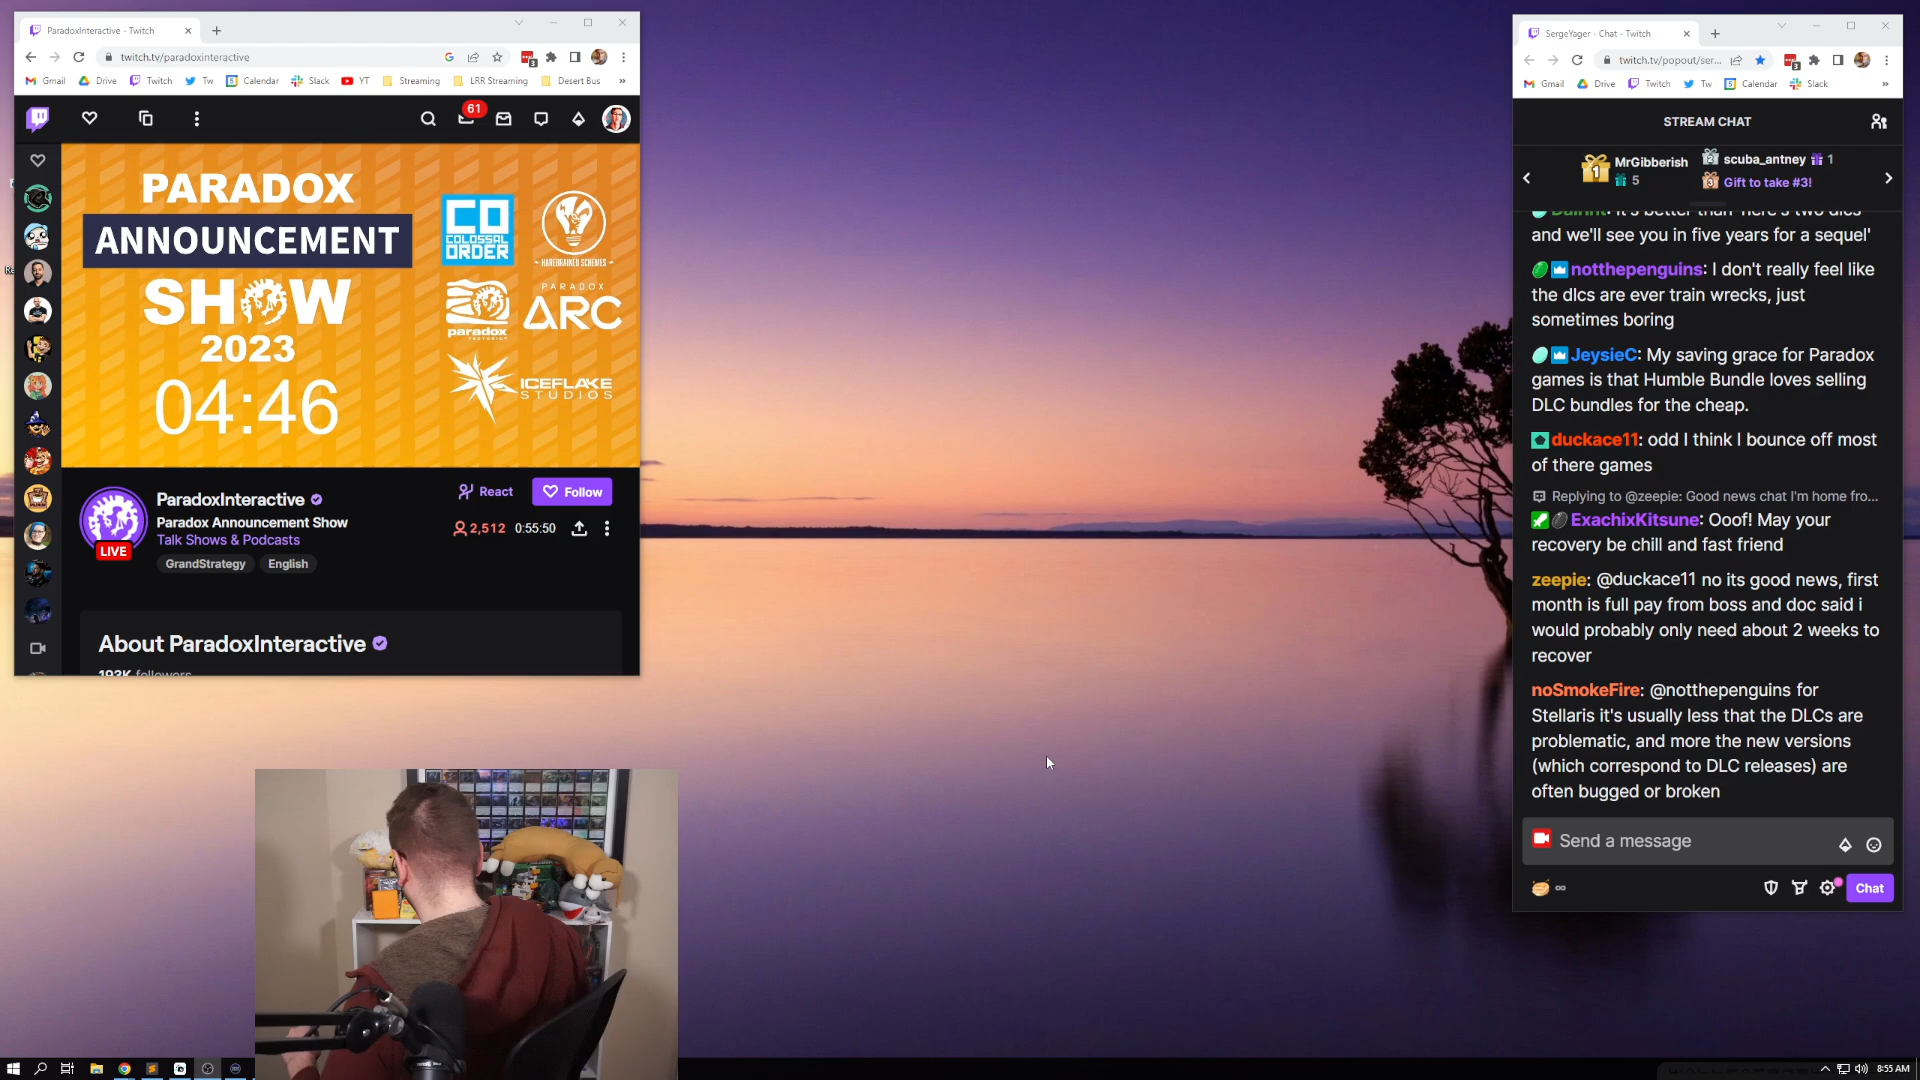 ParadoxInteractive - Twitch
twitch.tv/paradoxinteractive
3
Gmail Drive Twitch Tw Calendar Slack YT Streaming LRR Streaming Desert Bus »
61
PARADOX
ANNOUNCEMENT
SHOW
2023
04:46
CO
COLOSSAL
ORDER
HAREBRAINED SCHEMES
paradox
PARADOX
ARC
ICEFLAKE
STUDIOS
LIVE
ParadoxInteractive
Paradox Announcement Show
Talk Shows & Podcasts
GrandStrategy English
React Follow
2,512 0:55:50
About ParadoxInteractive
193K followers
SergeYager - Chat - Twitch
twitch.tv/popout/ser...
3
Gmail Drive Twitch Tw Calendar Slack »
STREAM CHAT
1 MrGibberish
5
2 scuba_antney 1
3 Gift to take #3!
and we'll see you in five years for a sequel'
notthepenguins: I don't really feel like
the dlcs are ever train wrecks, just
sometimes boring
JeysieC: My saving grace for Paradox
games is that Humble Bundle loves selling
DLC bundles for the cheap.
duckace11: odd I think I bounce off most
of there games
Replying to @zeepie: Good news chat I'm home fro...
ExachixKitsune: Ooof! May your
recovery be chill and fast friend
zeepie: @duckace11 no its good news, first
month is full pay from boss and doc said i
would probably only need about 2 weeks to
recover
noSmokeFire: @notthepenguins for
Stellaris it's usually less that the DLCs are
problematic, and more the new versions
(which correspond to DLC releases) are
often bugged or broken
Send a message
∞
Chat
8:55 AM